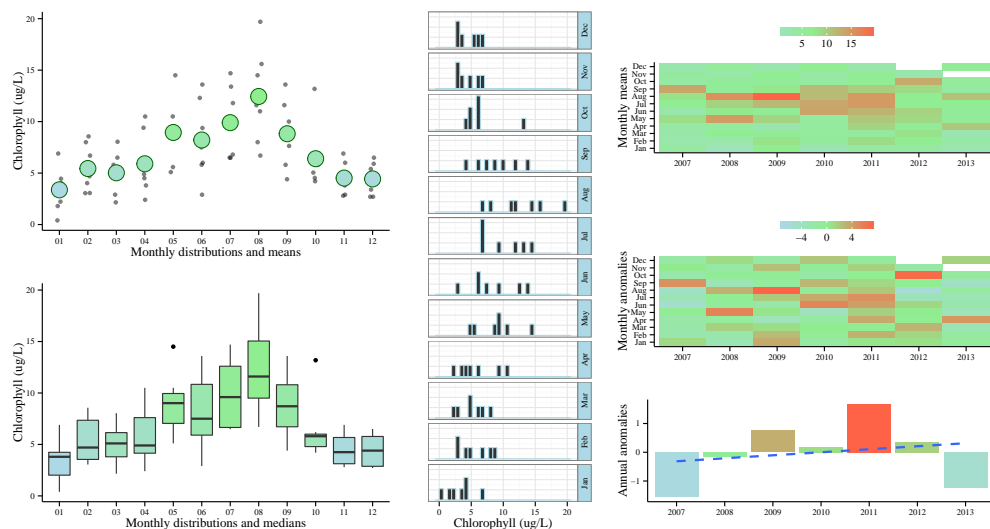 20
15
10
5
0
Chlorophyll (ug/L)
01 02 03 04 05 06 07 08 09 10 11 12
Monthly distributions and means
20
15
10
5
0
Chlorophyll (ug/L)
01 02 03 04 05 06 07 08 09 10 11 12
Monthly distributions and medians
Dec
Nov
Oct
Sep
Aug
Jul
Jun
May
Apr
Mar
Feb
Jan
0 5 10 15 20
Chlorophyll (ug/L)
5 10 15
Monthly means
Dec
Nov
Oct
Sep
Aug
Jul
Jun
May
Apr
Mar
Feb
Jan
2007 2008 2009 2010 2011 2012 2013
−4 0 4
Monthly anomalies
Dec
Nov
Oct
Sep
Aug
Jul
Jun
May
Apr
Mar
Feb
Jan
2007 2008 2009 2010 2011 2012 2013
Annual anomalies
1
0
−1
2007 2008 2009 2010 2011 2012 2013